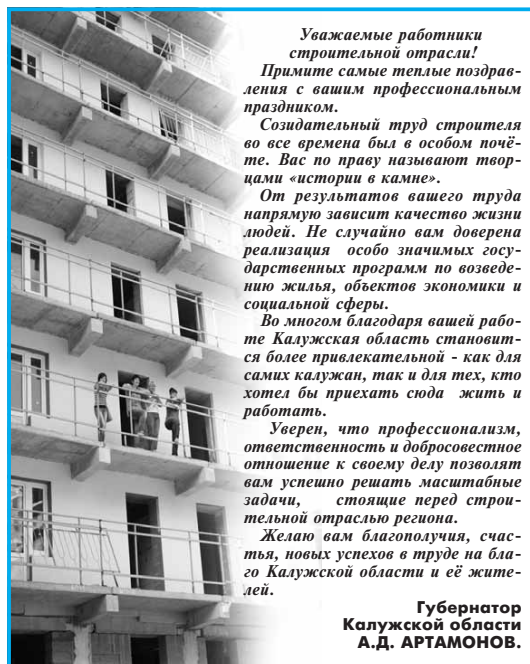 Уважаемые работники
строительной отрасли!
Примите самые теплые поздрав-
ления с вашим профессиональным
праздником.
Созидательный труд строителя
во все времена был в особом почё-
те. Вас по праву называют твор-
цами «истории в камне».
От результатов вашего труда
напрямую зависит качество жизни
людей. Не случайно вам доверена
реализация особо значимых госу-
дарственных программ по возведе-
нию жилья, объектов экономики и
социальной сферы.
Во многом благодаря вашей рабо-
те Калужская область становит-
ся более привлекательной - как для
самих калужан, так и для тех, кто
хотел бы приехать сюда жить и
работать.
Уверен, что профессионализм,
ответственность и добросовестное
отношение к своему делу позволят
вам успешно решать масштабные
задачи, стоящие перед строи-
тельной отраслью региона.
Желаю вам благополучия, счас-
тья, новых успехов в труде на бла-
го Калужской области и её жите-
лей.
Губернатор
Калужской области
А.Д. АРТАМОНОВ.